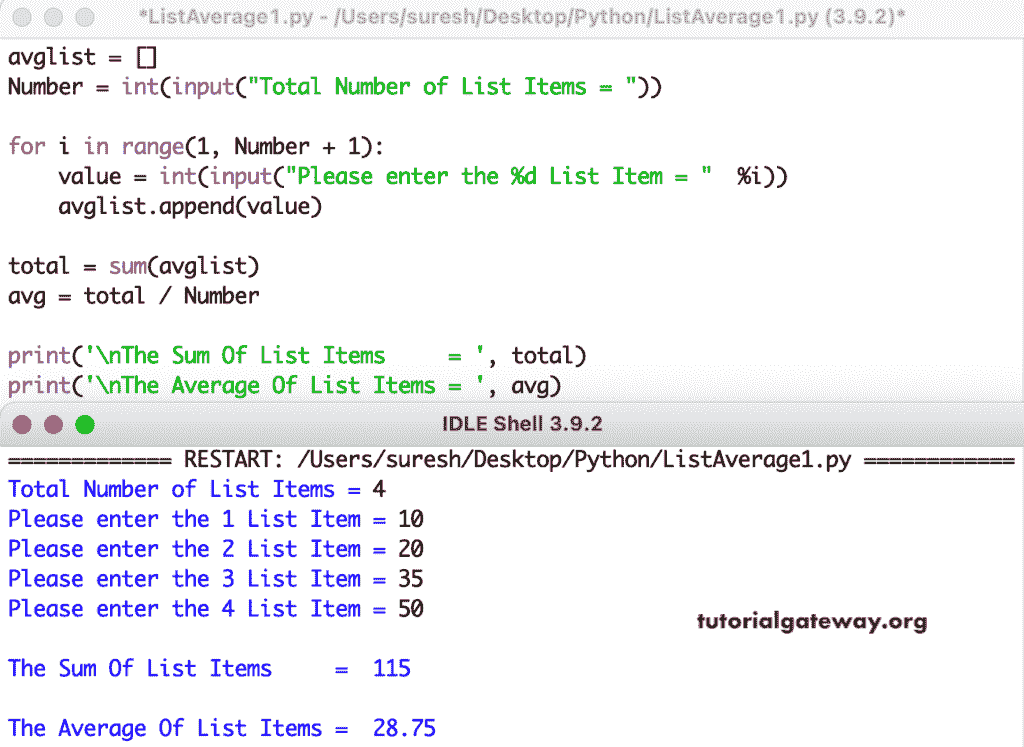 *ListAverage1.py - /Users/suresh/Desktop/Python/ListAverage1.py (3.9.2)*
avglist = []
Number = int(input("Total Number of List Items = "))
for i in range(1, Number + 1):
    value = int(input("Please enter the %d List Item = "  %i))
    avglist.append(value)
total = sum(avglist)
avg = total / Number
print('\nThe Sum Of List Items     = ', total)
print('\nThe Average Of List Items = ', avg)
IDLE Shell 3.9.2
============= RESTART: /Users/suresh/Desktop/Python/ListAverage1.py ============
Total Number of List Items = 4
Please enter the 1 List Item = 10
Please enter the 2 List Item = 20
Please enter the 3 List Item = 35
Please enter the 4 List Item = 50
tutorialgateway.org
The Sum Of List Items     =  115
The Average Of List Items =  28.75